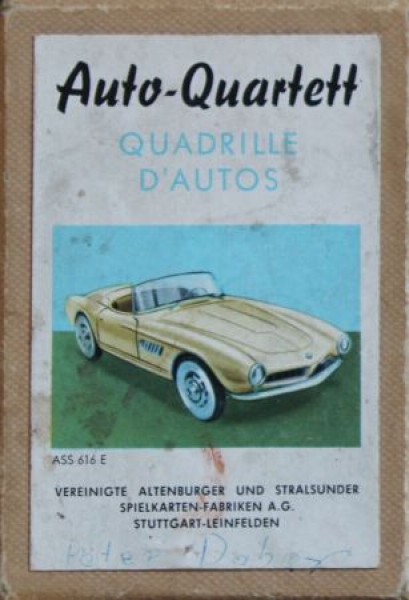 Auto-Quartett
QUADRILLE
D'AUTOS
ASS 616 E
VEREINIGTE ALTENBURGER UND STRALSUNDER
SPIELKARTEN-FABRIKEN A.G.
STUTTGART-LEINFELDEN